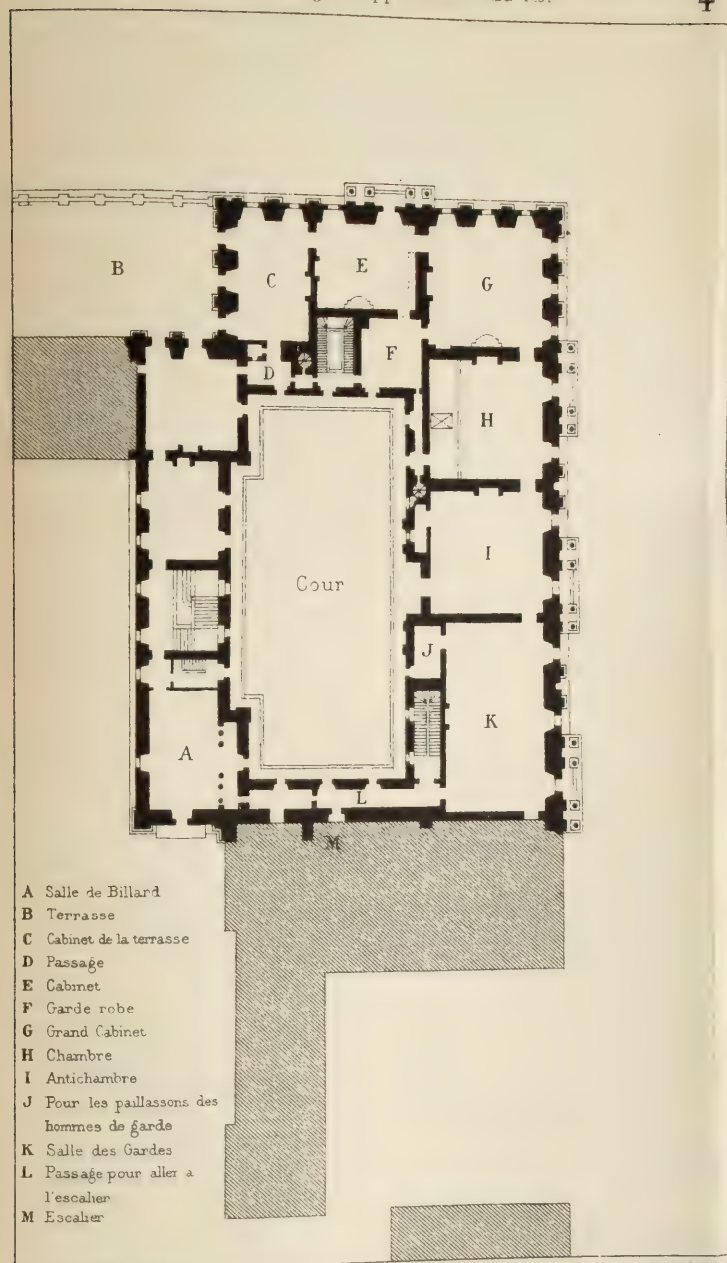 4
B
C
E
G
D
F
H
Cour
I
J
K
A
L
M
A Salle de Billard
B Terrasse
C Cabinet de la terrasse
D Passage
E Cabinet
F Garde robe
G Grand Cabinet
H Chambre
I Antichambre
J Pour les paillassons des
hommes de garde
K Salle des Gardes
L Passage pour aller a
l'escalier
M Escalier